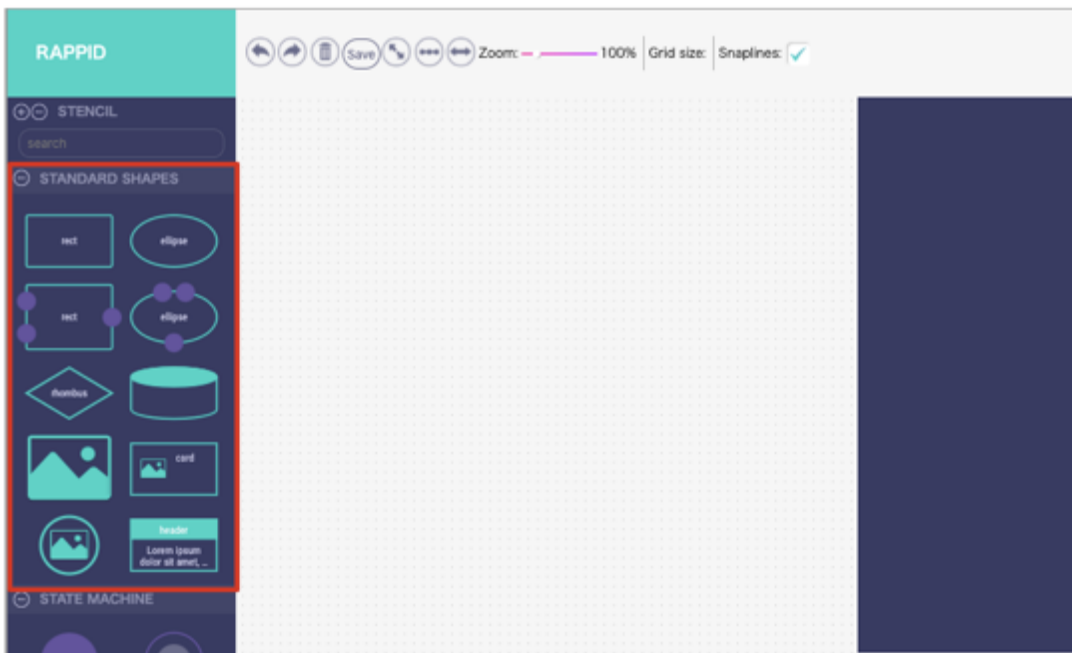 RAPPID
Save
Zoom: 100% Grid size: Snaplines:
STENCIL
search
STANDARD SHAPES
rect
ellipse
rect
ellipse
rhombus
card
header
Lorem ipsum
dolor sit amet, ...
STATE MACHINE